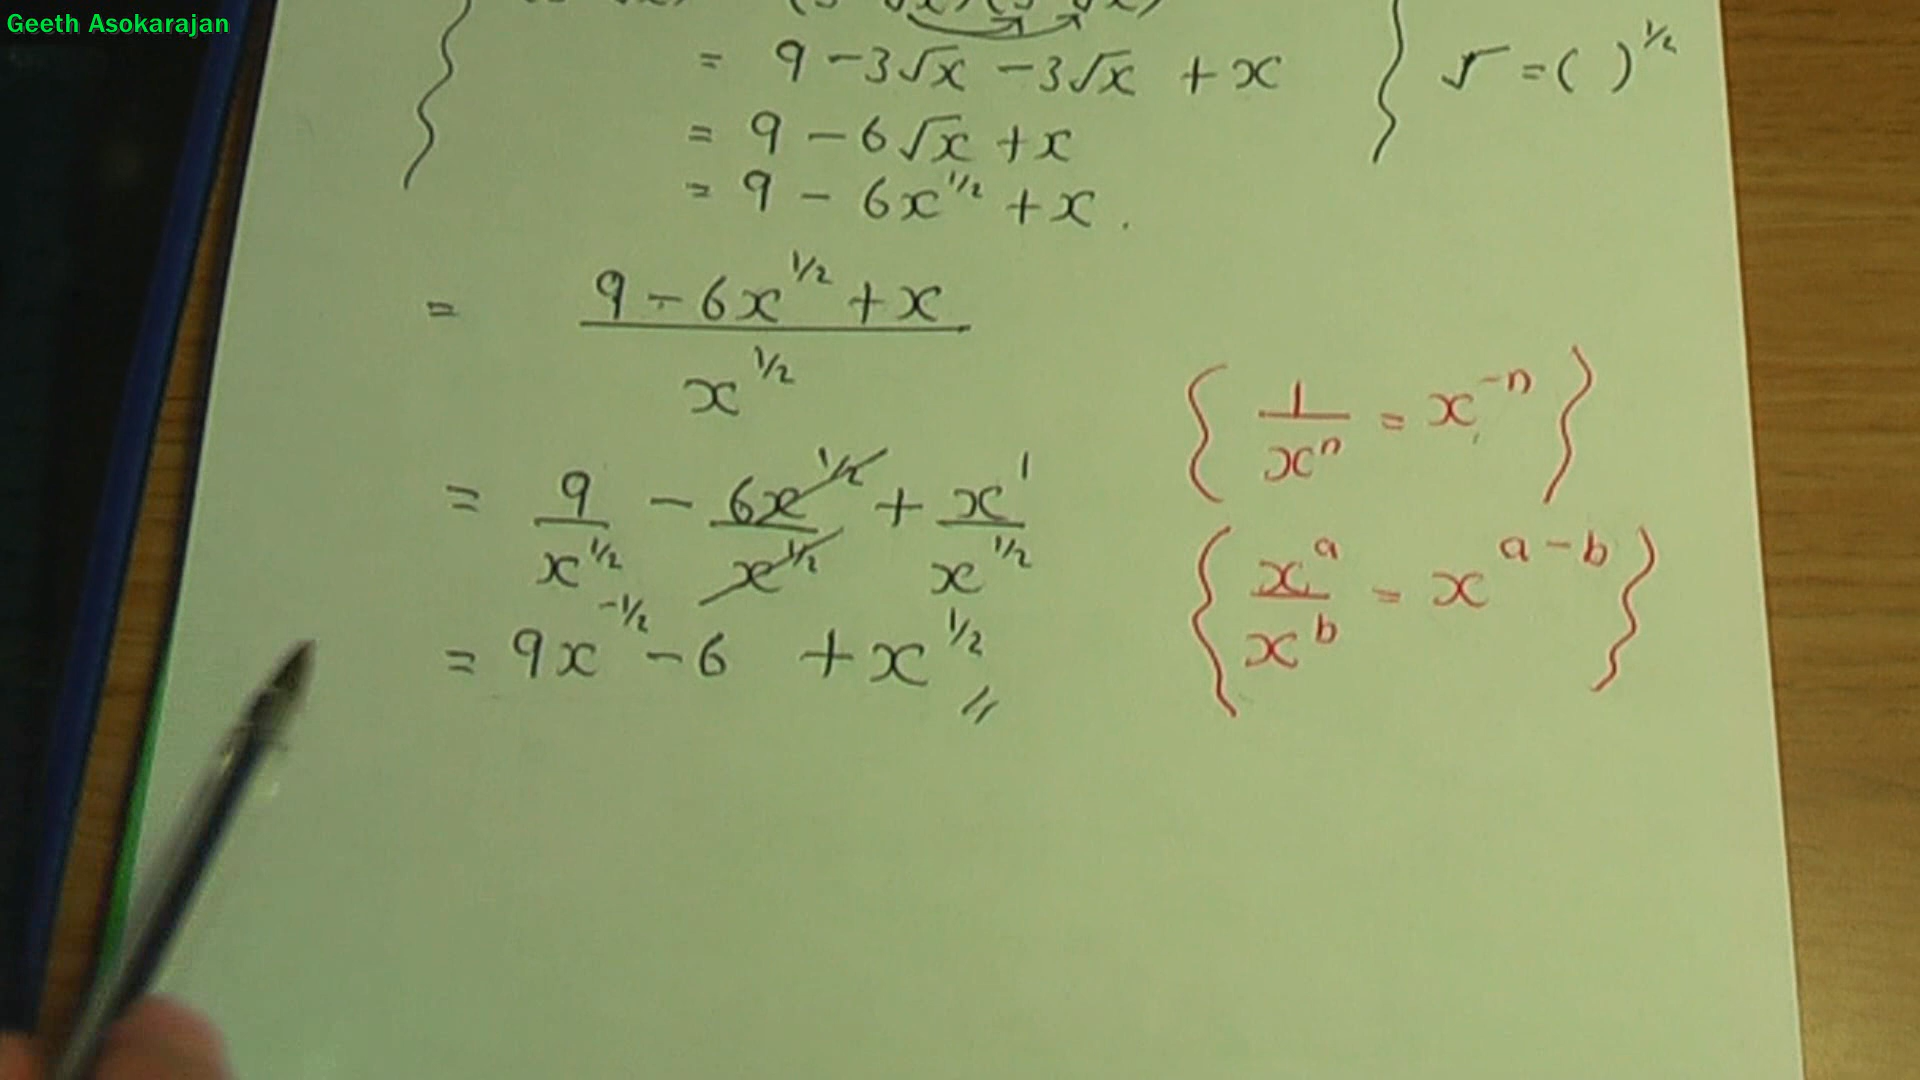 Geeth Asokarajan
= 9 - 3√x - 3√x + x
√ = ( )^1/2
= 9 - 6√x + x
= 9 - 6x^1/2 + x .
= (9 - 6x^1/2 + x) / x^1/2
{ 1/x^n = x^-n }
= 9/x^1/2 - 6x^1/2/x^1/2 + x^1/x^1/2
{ x^a/x^b = x^a-b }
= 9x^-1/2 - 6 + x^1/2 //